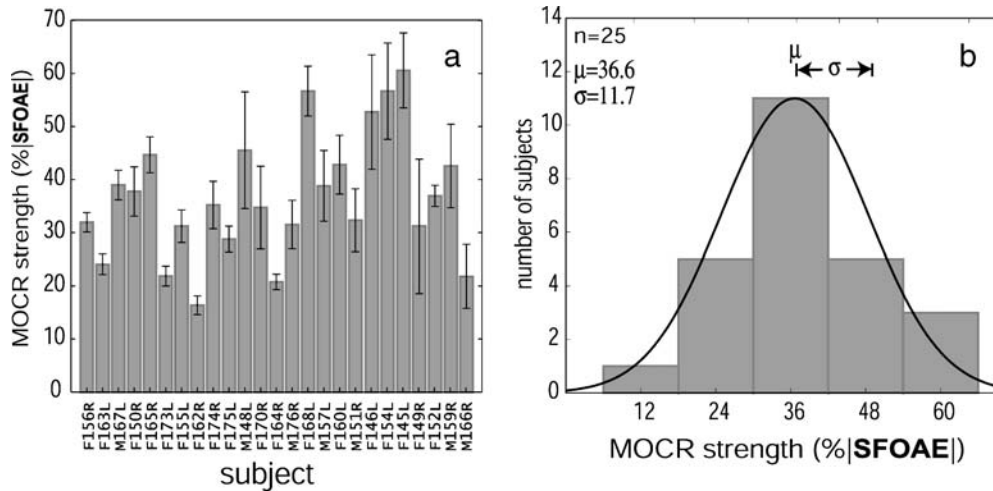 a
MOCR strength (%|SFOAE|)
70
60
50
40
30
20
10
0
F156R
F163L
M167L
F150R
F165R
F173L
F155L
F162R
F174R
F175L
M148L
F170R
F164R
M176R
F168L
M157L
F160L
M151R
F146L
F154L
F145L
F149R
F152L
M159R
M166R
subject
b
n=25
μ=36.6
σ=11.7
μ
σ
number of subjects
14
12
10
8
6
4
2
0
12 24 36 48 60
MOCR strength (%|SFOAE|)